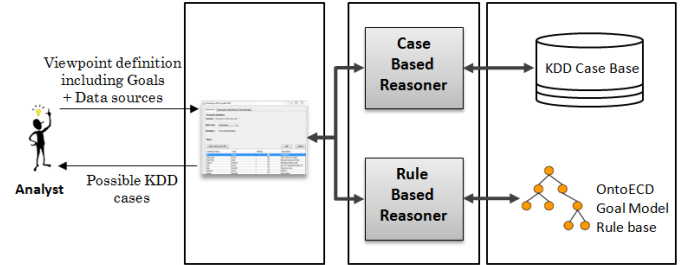 Viewpoint definition
including Goals
+ Data sources
Analyst
Possible KDD
cases
Case
Based
Reasoner
Rule
Based
Reasoner
KDD Case Base
OntoECD
Goal Model
Rule base